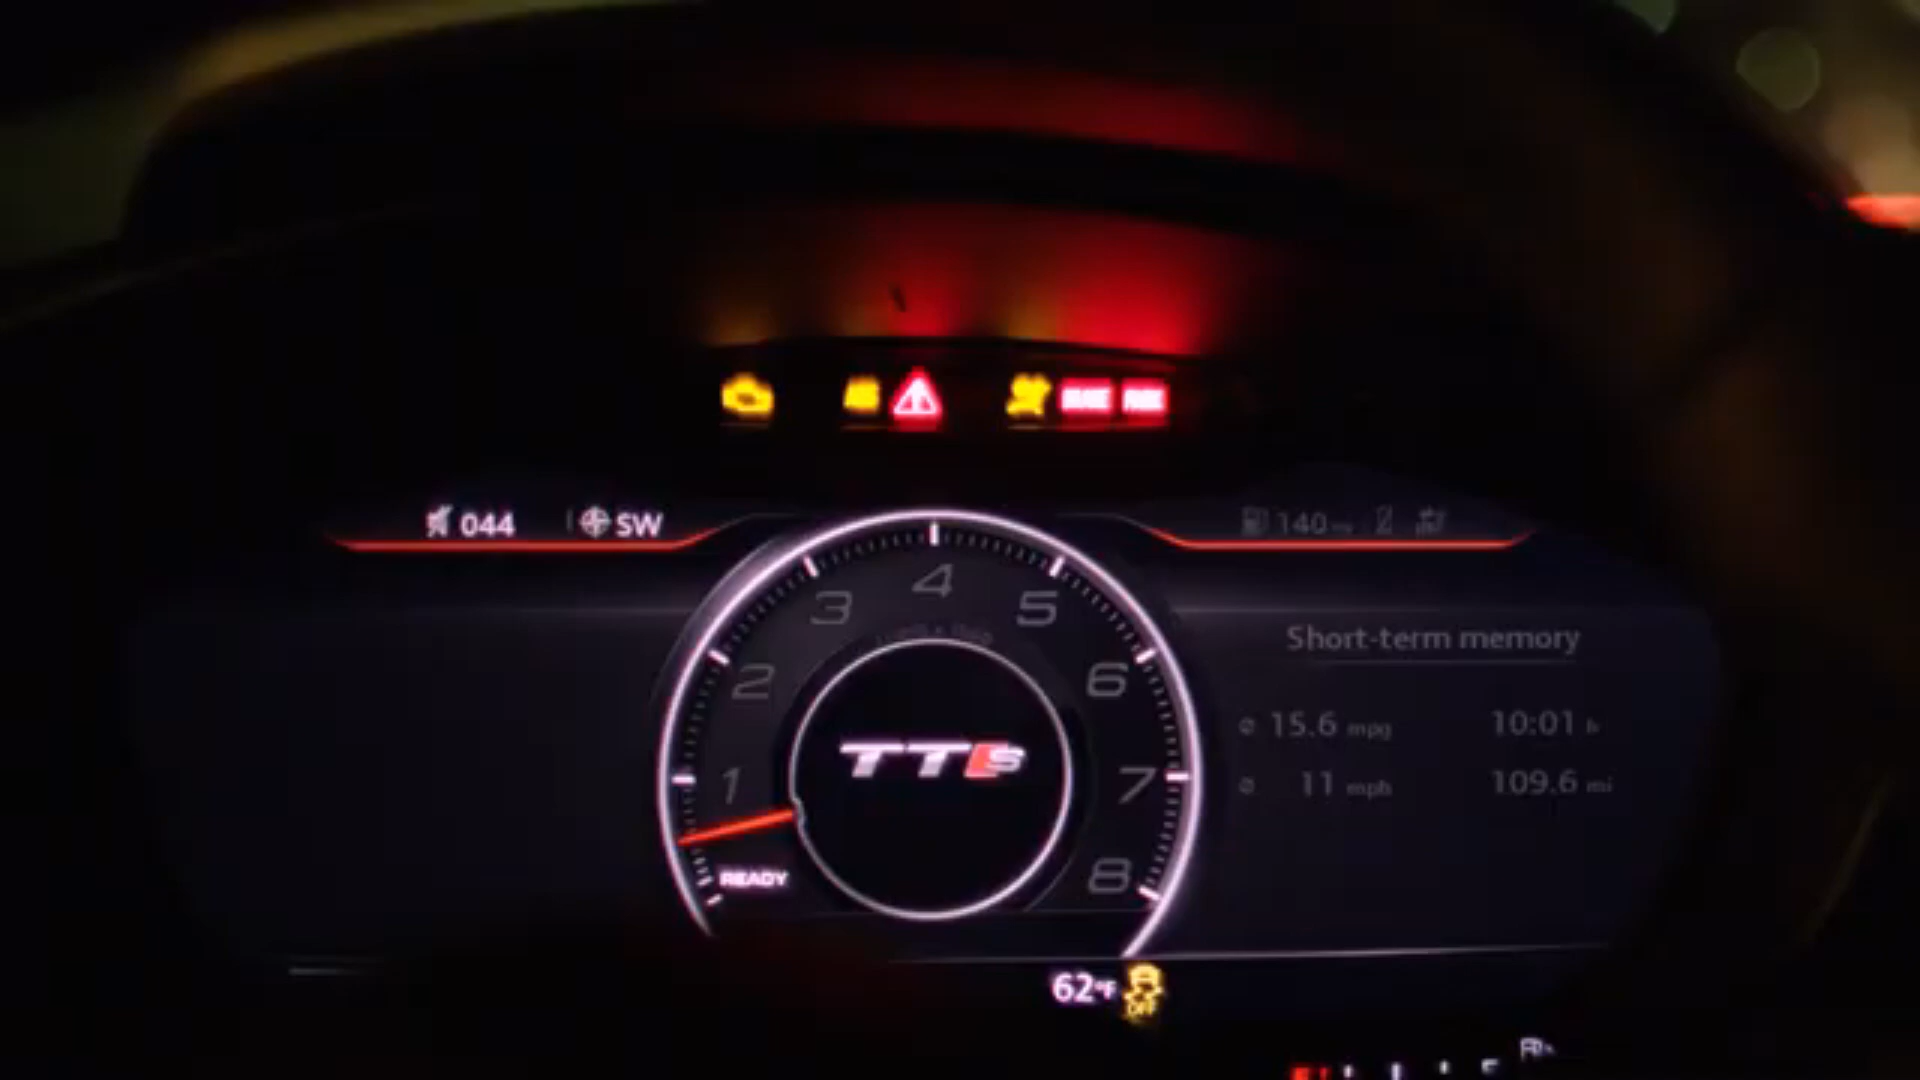 044
SW
140
4
3
5
2
6
1
7
8
TTS
READY
Short-term memory
ø 15.6 mpg 10:01 h
ø 11 mph 109.6 mi
62°F
OFF